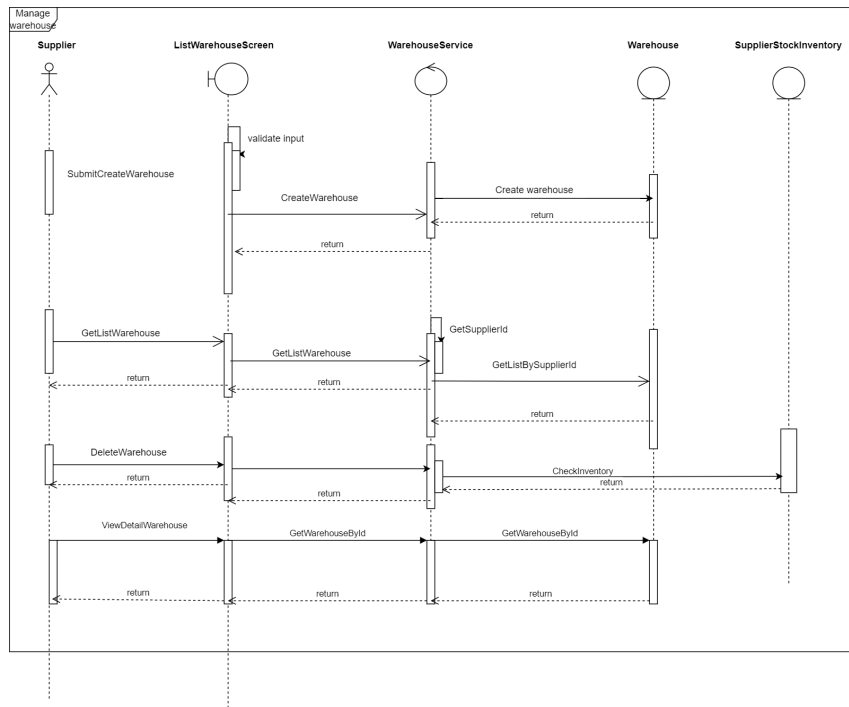 Manage
warehouse
Supplier
ListWarehouseScreen
WarehouseService
Warehouse
SupplierStockInventory
validate input
SubmitCreateWarehouse
CreateWarehouse
Create warehouse
return
return
GetListWarehouse
GetListWarehouse
GetSupplierId
GetListBySupplierId
return
return
return
DeleteWarehouse
CheckInventory
return
return
return
ViewDetailWarehouse
GetWarehouseById
GetWarehouseById
return
return
return